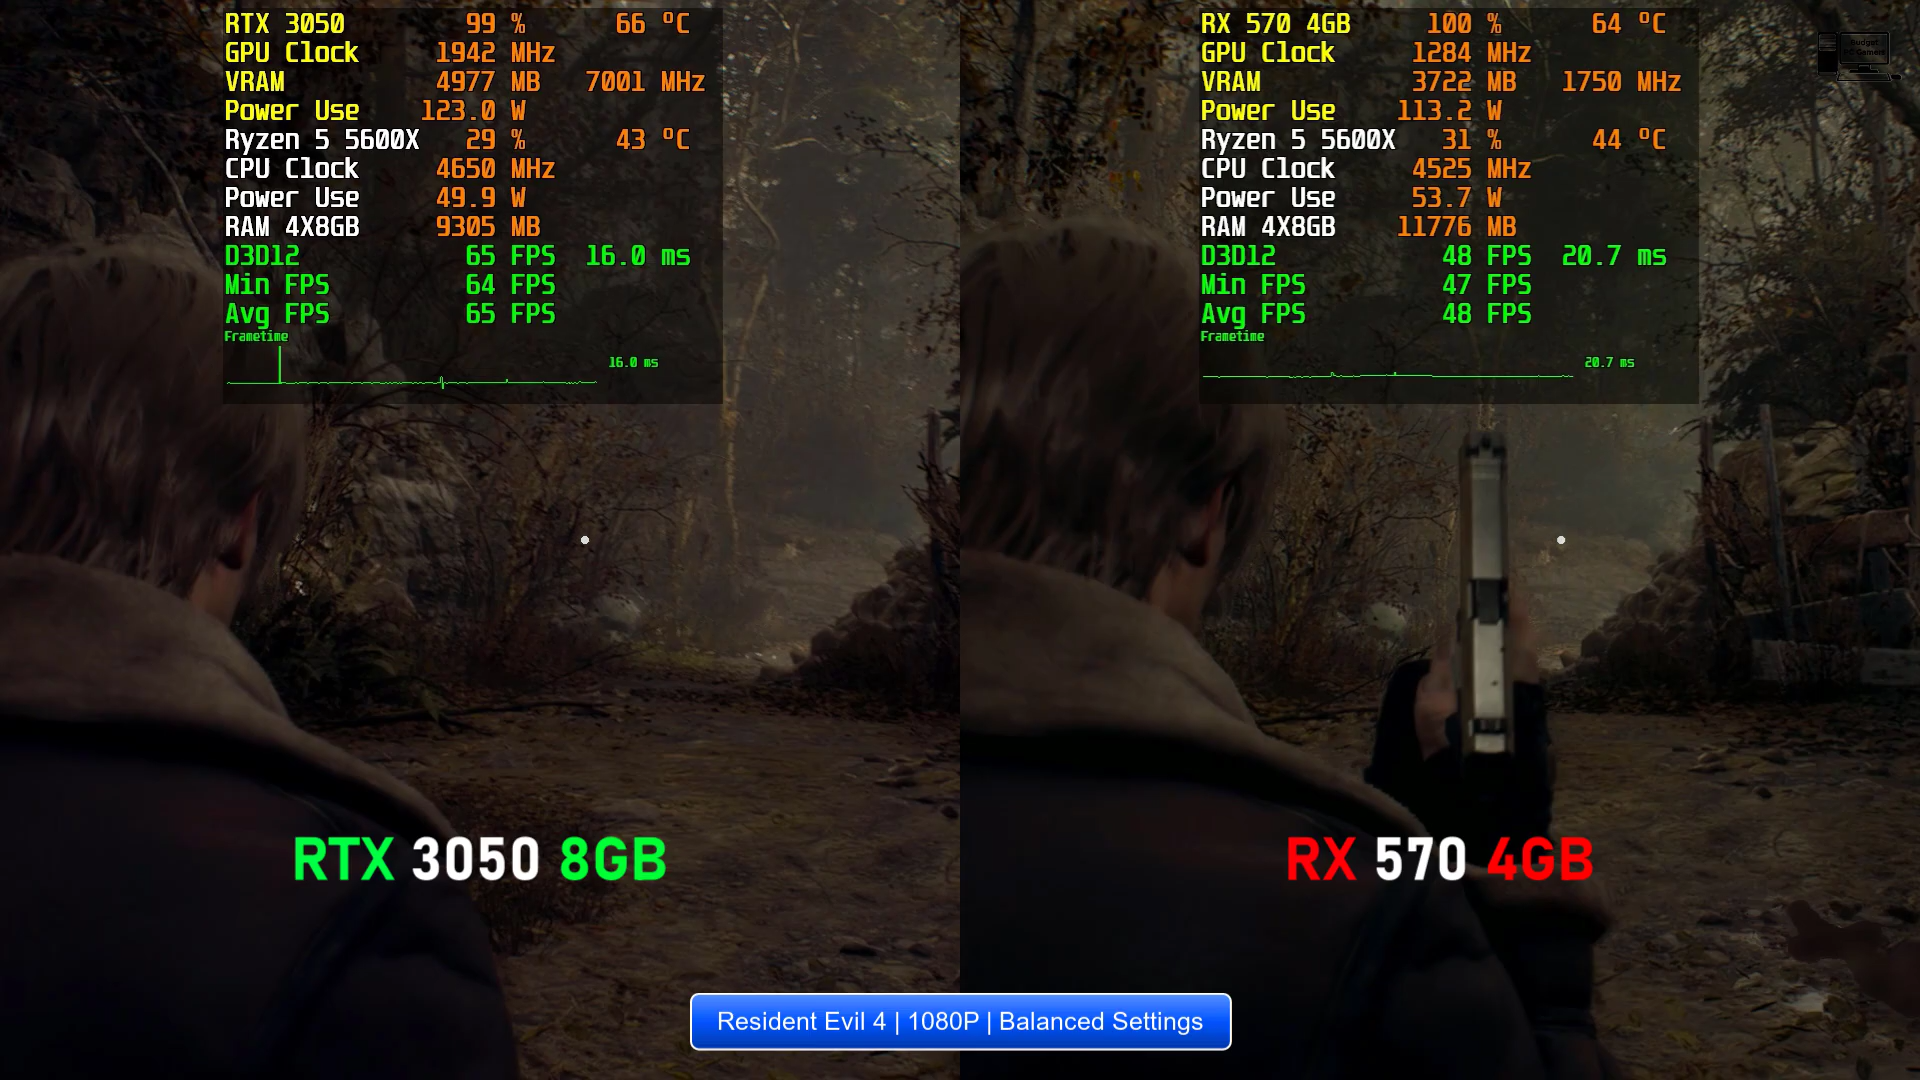 RTX 3050 99 % 66 ºC
GPU Clock 1942 MHz
VRAM 4977 MB 7001 MHz
Power Use 123.0 W
Ryzen 5 5600X 29 % 43 ºC
CPU Clock 4650 MHz
Power Use 49.9 W
RAM 4X8GB 9305 MB
D3D12 65 FPS 16.0 ms
Min FPS 64 FPS
Avg FPS 65 FPS
Frametime
16.0 ms
RX 570 4GB 100 % 64 ºC
GPU Clock 1284 MHz
VRAM 3722 MB 1750 MHz
Power Use 113.2 W
Ryzen 5 5600X 31 % 44 ºC
CPU Clock 4525 MHz
Power Use 53.7 W
RAM 4X8GB 11776 MB
D3D12 48 FPS 20.7 ms
Min FPS 47 FPS
Avg FPS 48 FPS
Frametime
20.7 ms
Budget
RTX 3050 8GB
RX 570 4GB
Resident Evil 4 | 1080P | Balanced Settings